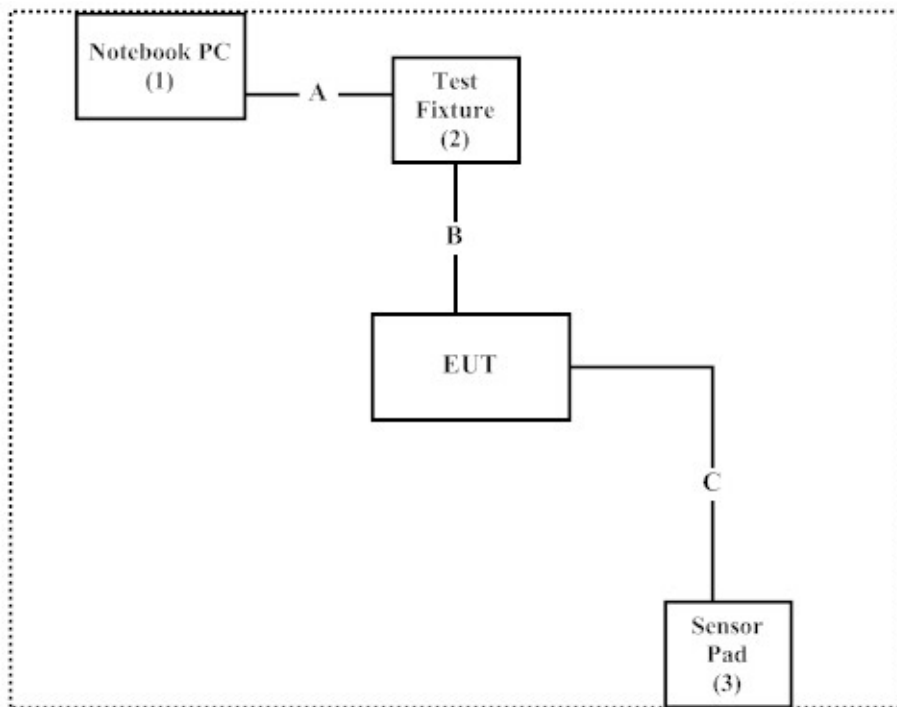 Notebook PC
(1)
A
Test
Fixture
(2)
B
EUT
C
Sensor
Pad
(3)